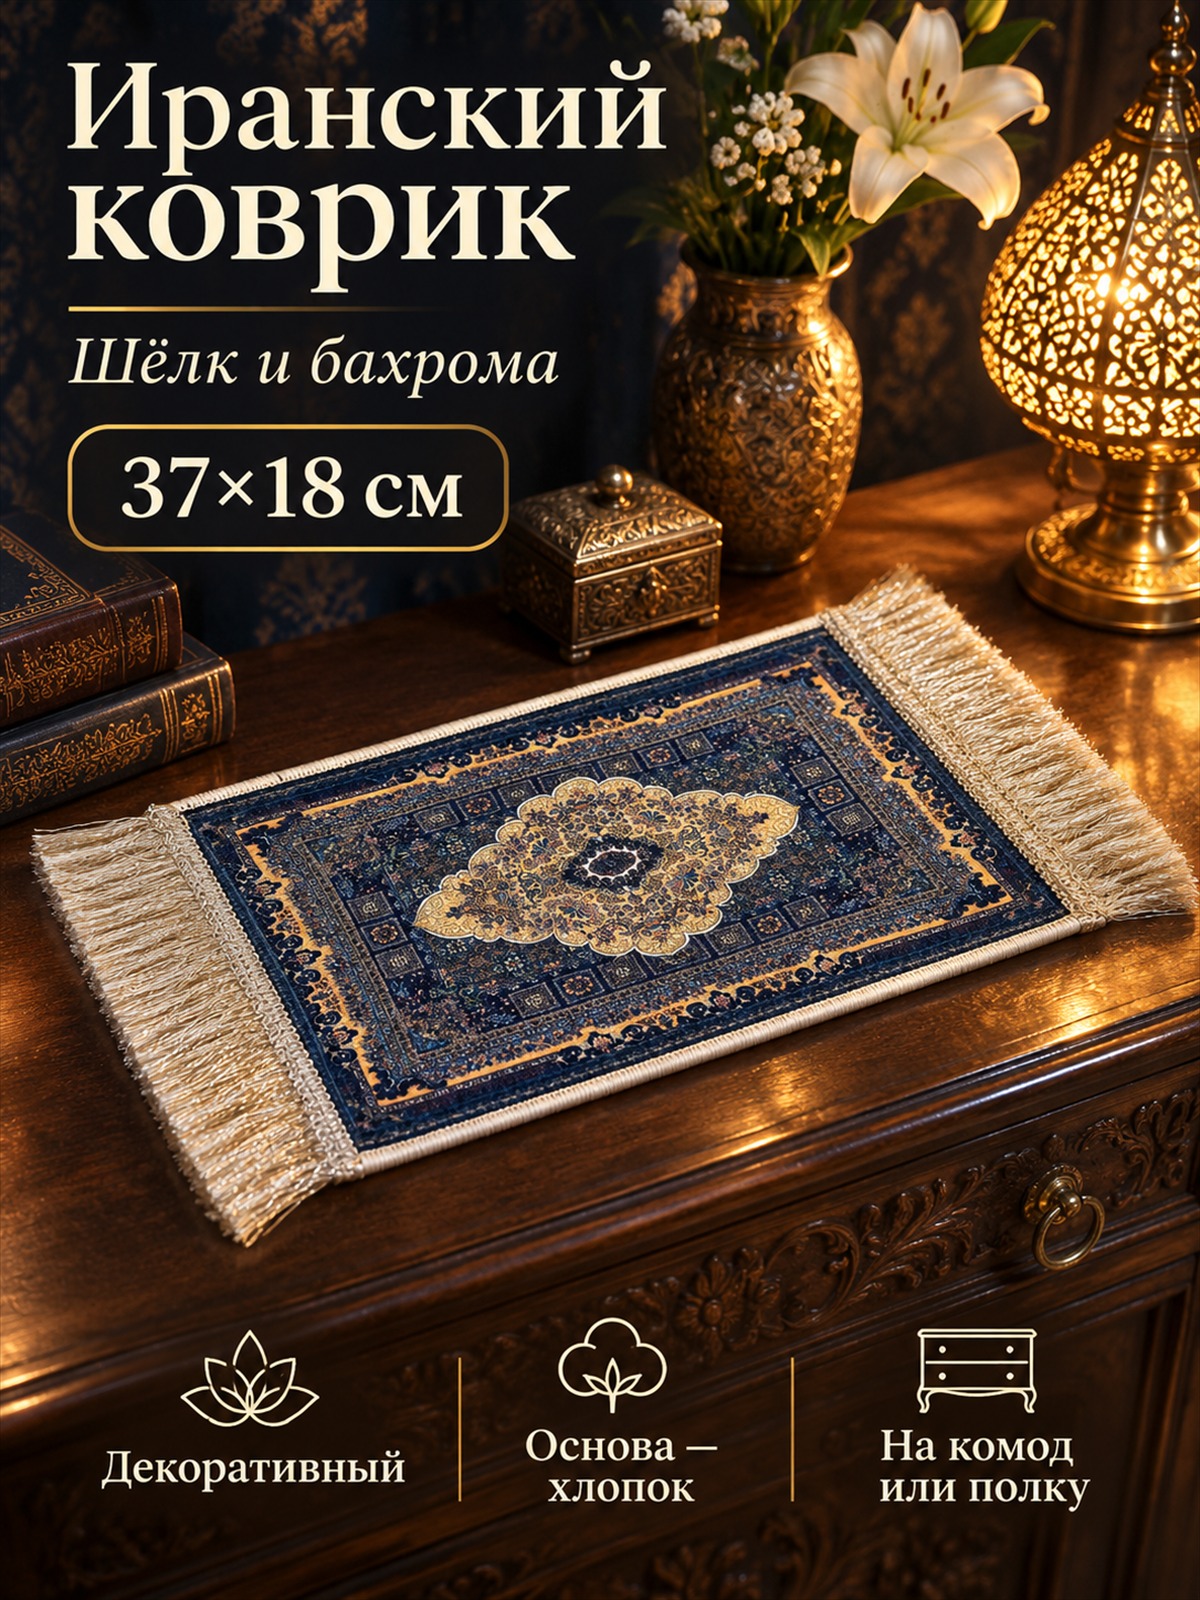 Иранский
коврик
Шёлк и бахрома
37×18 см
Декоративный
Основа —
хлопок
На комод
или полку